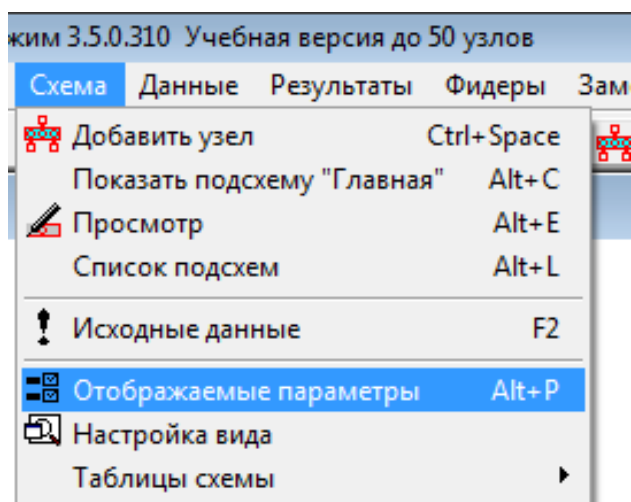 жим 3.5.0.310 Учебная версия до 50 узлов
Схема Данные Результаты Фидеры Зам
Добавить узел Ctrl+Space
Показать подсхему "Главная" Alt+C
Просмотр Alt+E
Список подсхем Alt+L
Исходные данные F2
Отображаемые параметры Alt+P
Настройка вида
Таблицы схемы